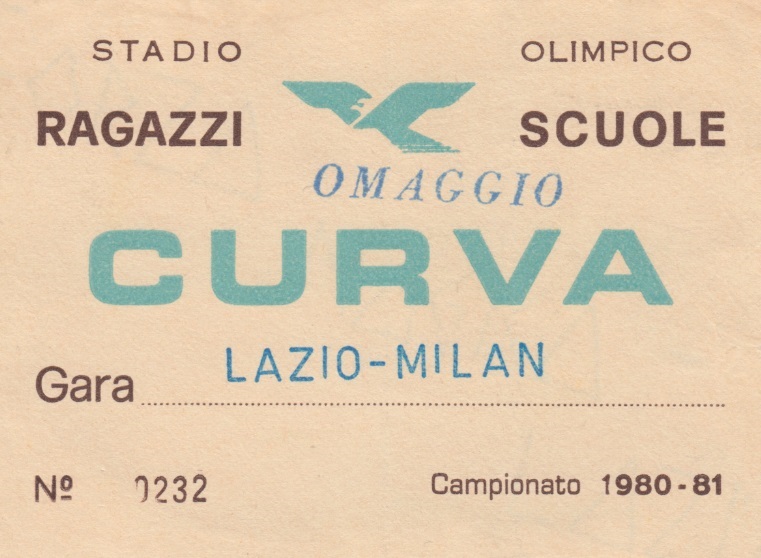 STADIO OLIMPICO
RAGAZZI SCUOLE
OMAGGIO
CURVA
Gara LAZIO-MILAN
Nº 0232 Campionato 1980-81